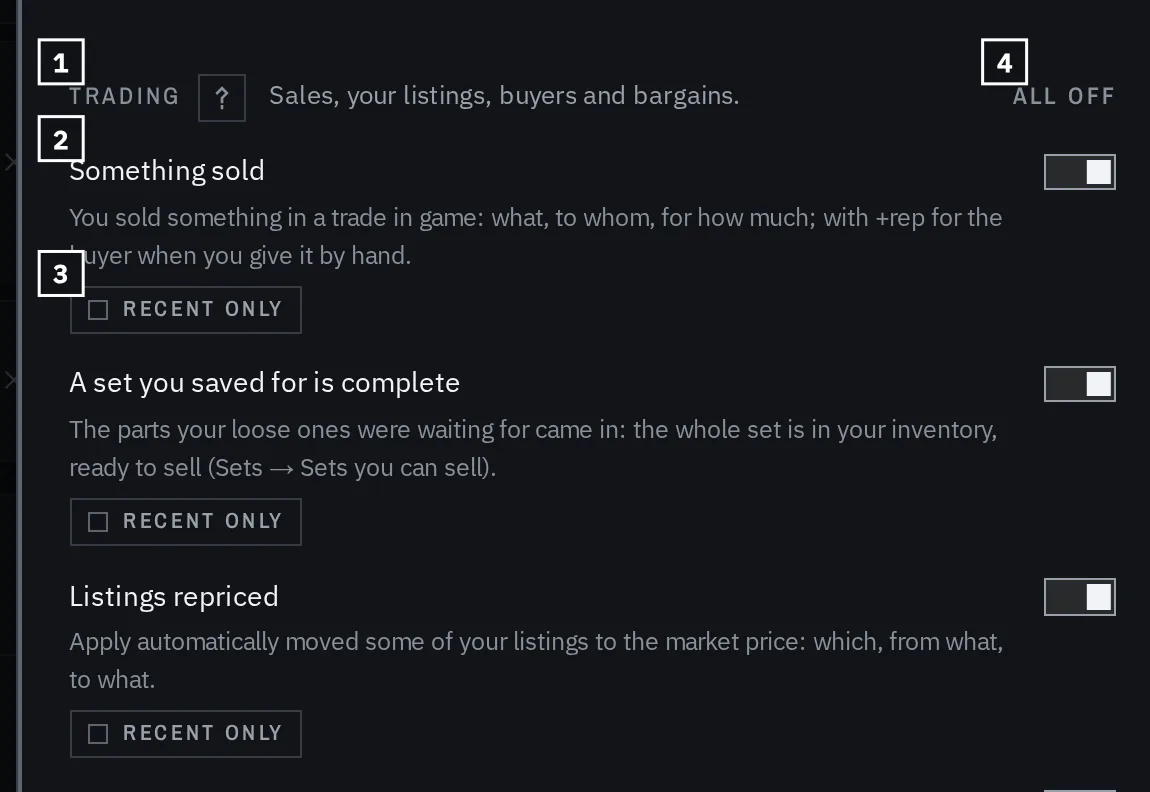 1
4
TRADING ? Sales, your listings, buyers and bargains. ALL OFF
2
Something sold
You sold something in a trade in game: what, to whom, for how much; with +rep for the
buyer when you give it by hand.
3
RECENT ONLY
A set you saved for is complete
The parts your loose ones were waiting for came in: the whole set is in your inventory,
ready to sell (Sets → Sets you can sell).
RECENT ONLY
Listings repriced
Apply automatically moved some of your listings to the market price: which, from what,
to what.
RECENT ONLY